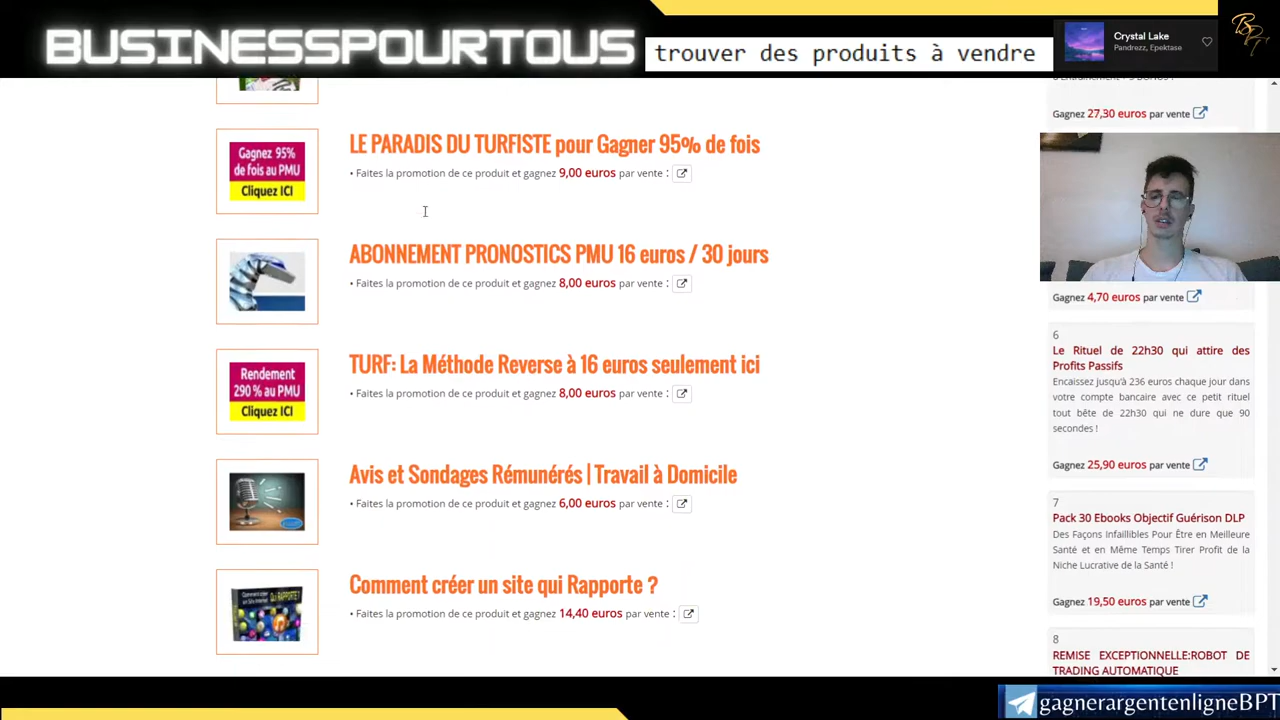 BUSINESSPOURTOUS
trouver des produits à vendre
Crystal Lake
Pandrezz, Epektase
LE PARADIS DU TURFISTE pour Gagner 95% de fois
• Faites la promotion de ce produit et gagnez 9,00 euros par vente :
Gagnez 95%
de fois au PMU
Cliquez ICI
ABONNEMENT PRONOSTICS PMU 16 euros / 30 jours
• Faites la promotion de ce produit et gagnez 8,00 euros par vente :
TURF: La Méthode Reverse à 16 euros seulement ici
• Faites la promotion de ce produit et gagnez 8,00 euros par vente :
Rendement
290 % au PMU
Cliquez ICI
Avis et Sondages Rémunérés | Travail à Domicile
• Faites la promotion de ce produit et gagnez 6,00 euros par vente :
Comment créer un site qui Rapporte ?
• Faites la promotion de ce produit et gagnez 14,40 euros par vente :
Gagnez 27,30 euros par vente
Gagnez 4,70 euros par vente
6
Le Rituel de 22h30 qui attire des
Profits Passifs
Encaissez jusqu'à 236 euros chaque jour dans
votre compte bancaire avec ce petit rituel
tout bête de 22h30 qui ne dure que 90
secondes !
Gagnez 25,90 euros par vente
7
Pack 30 Ebooks Objectif Guérison DLP
Des Façons Infaillibles Pour Être en Meilleure
Santé et en Même Temps Tirer Profit de la
Niche Lucrative de la Santé !
Gagnez 19,50 euros par vente
8
REMISE EXCEPTIONNELLE:ROBOT DE
TRADING AUTOMATIQUE
gagnerargentenligneBPT